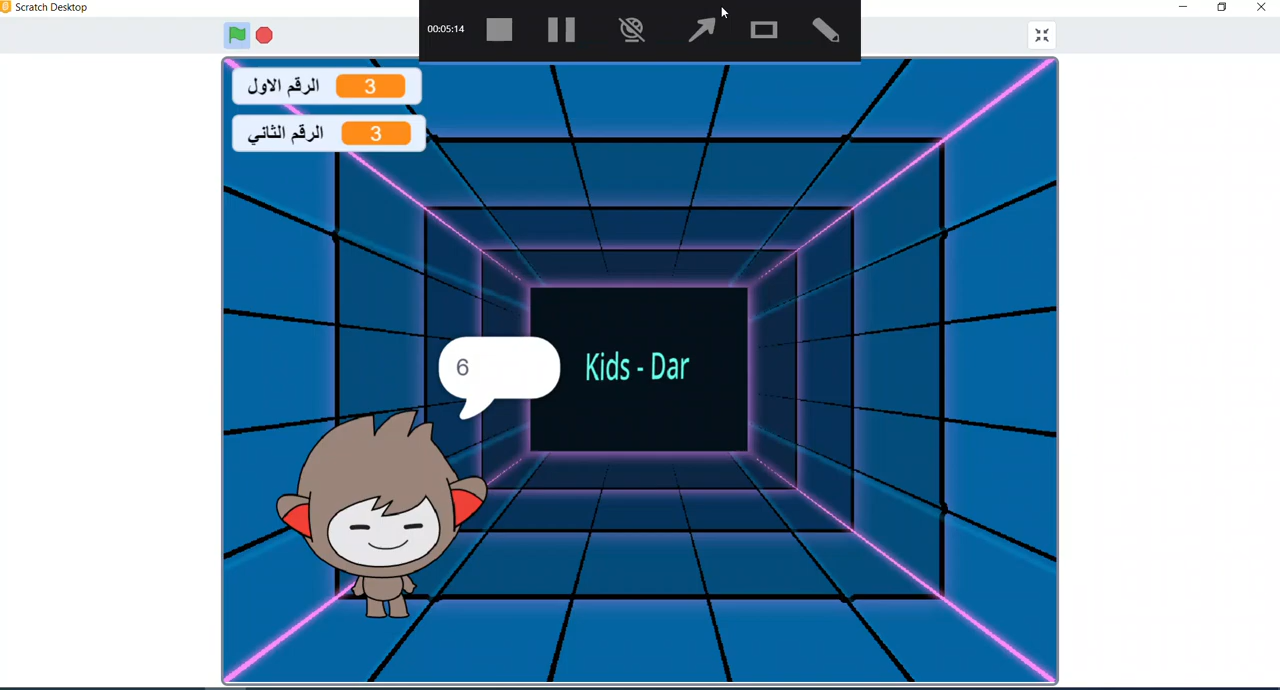 Scratch Desktop
00:05:14
الرقم الاول 3
الرقم الثاني 3
6
Kids - Dar